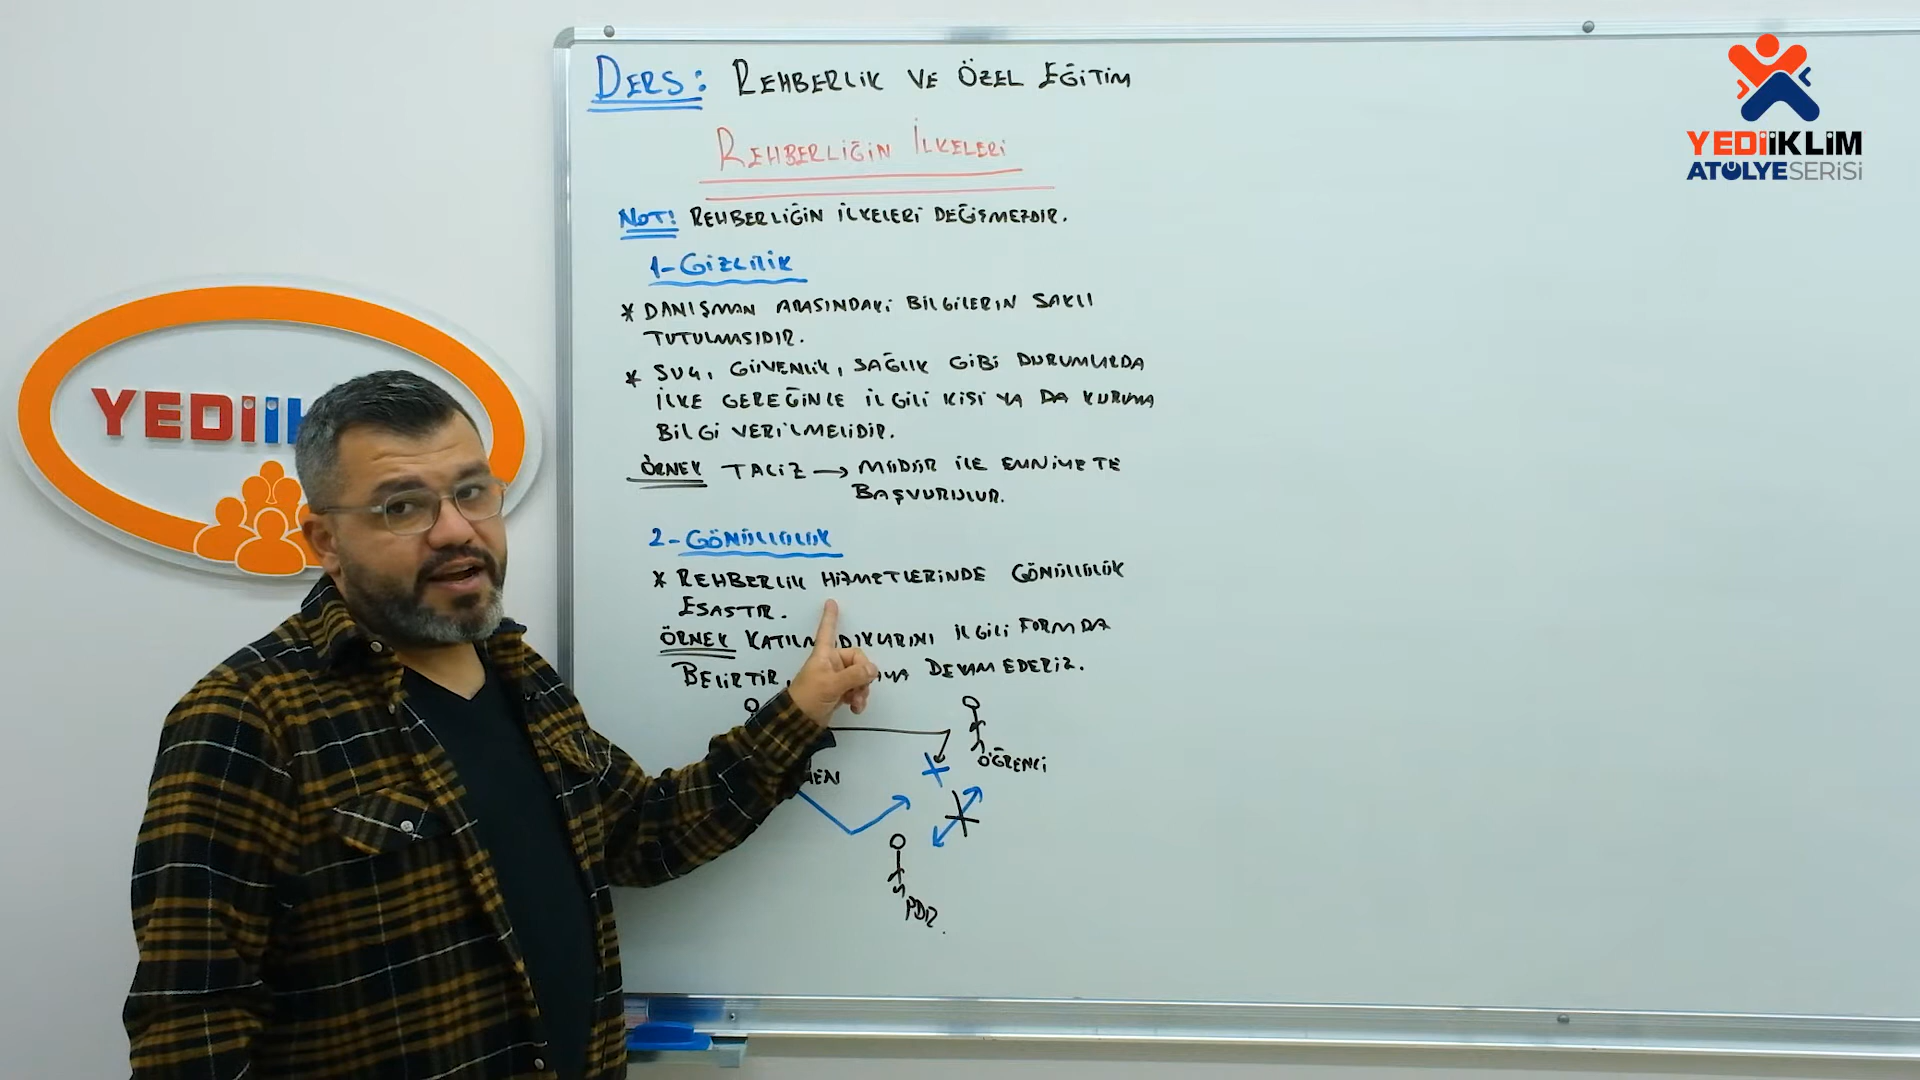 DERS: REHBERLİK VE ÖZEL EĞİTİM
REHBERLİĞİN İLKELERİ
NOT! REHBERLİĞİN İLKELERİ DEĞİŞMEZDİR.
1- GİZLİLİK
* DANIŞMAN ARASINDAKİ BİLGİLERİN SAKLI
TUTULMASIDIR.
* SUÇ, GÜVENLİK, SAĞLIK GİBİ DURUMLARDA
İLKE GEREĞİNCE İLGİLİ KİŞİ YA DA KURUMA
BİLGİ VERİLMELİDİR.
ÖRNEK TACİZ → MÜDÜR İLE EMNİYETE
BAŞVURULUR.
2- GÖNÜLLÜLÜK
* REHBERLİK HİZMETLERİNDE GÖNÜLLÜLÜK
ESASTIR.
ÖRNEK İLGİLİ FORMDA
BELİRTİR, DEVAM EDERİZ.
ÖĞRENCİ
PDR.
YEDİİKLİM
ATÖLYE SERİSİ